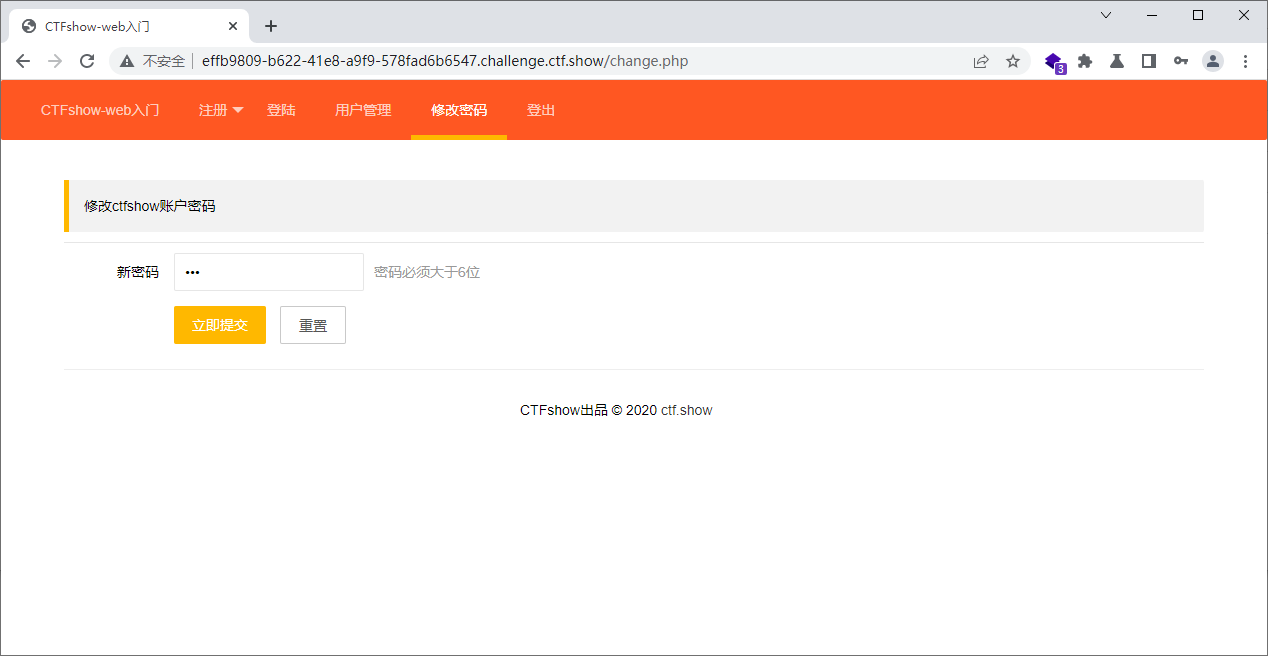 CTFshow-web入门
不安全 effb9809-b622-41e8-a9f9-578fad6b6547.challenge.ctf.show/change.php
3
CTFshow-web入门 注册 登陆 用户管理 修改密码 登出
修改ctfshow账户密码
新密码 ••• 密码必须大于6位
立即提交 重置
CTFshow出品 © 2020 ctf.show